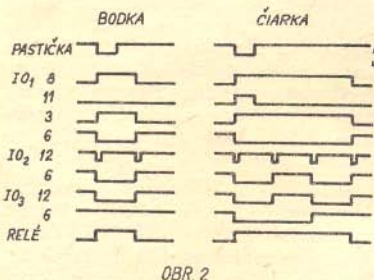 BODKA ČIARKA
PASTIČKA
IO1 8
11
3
6
IO2 12
6
IO3 12
6
RELÉ
OBR. 2